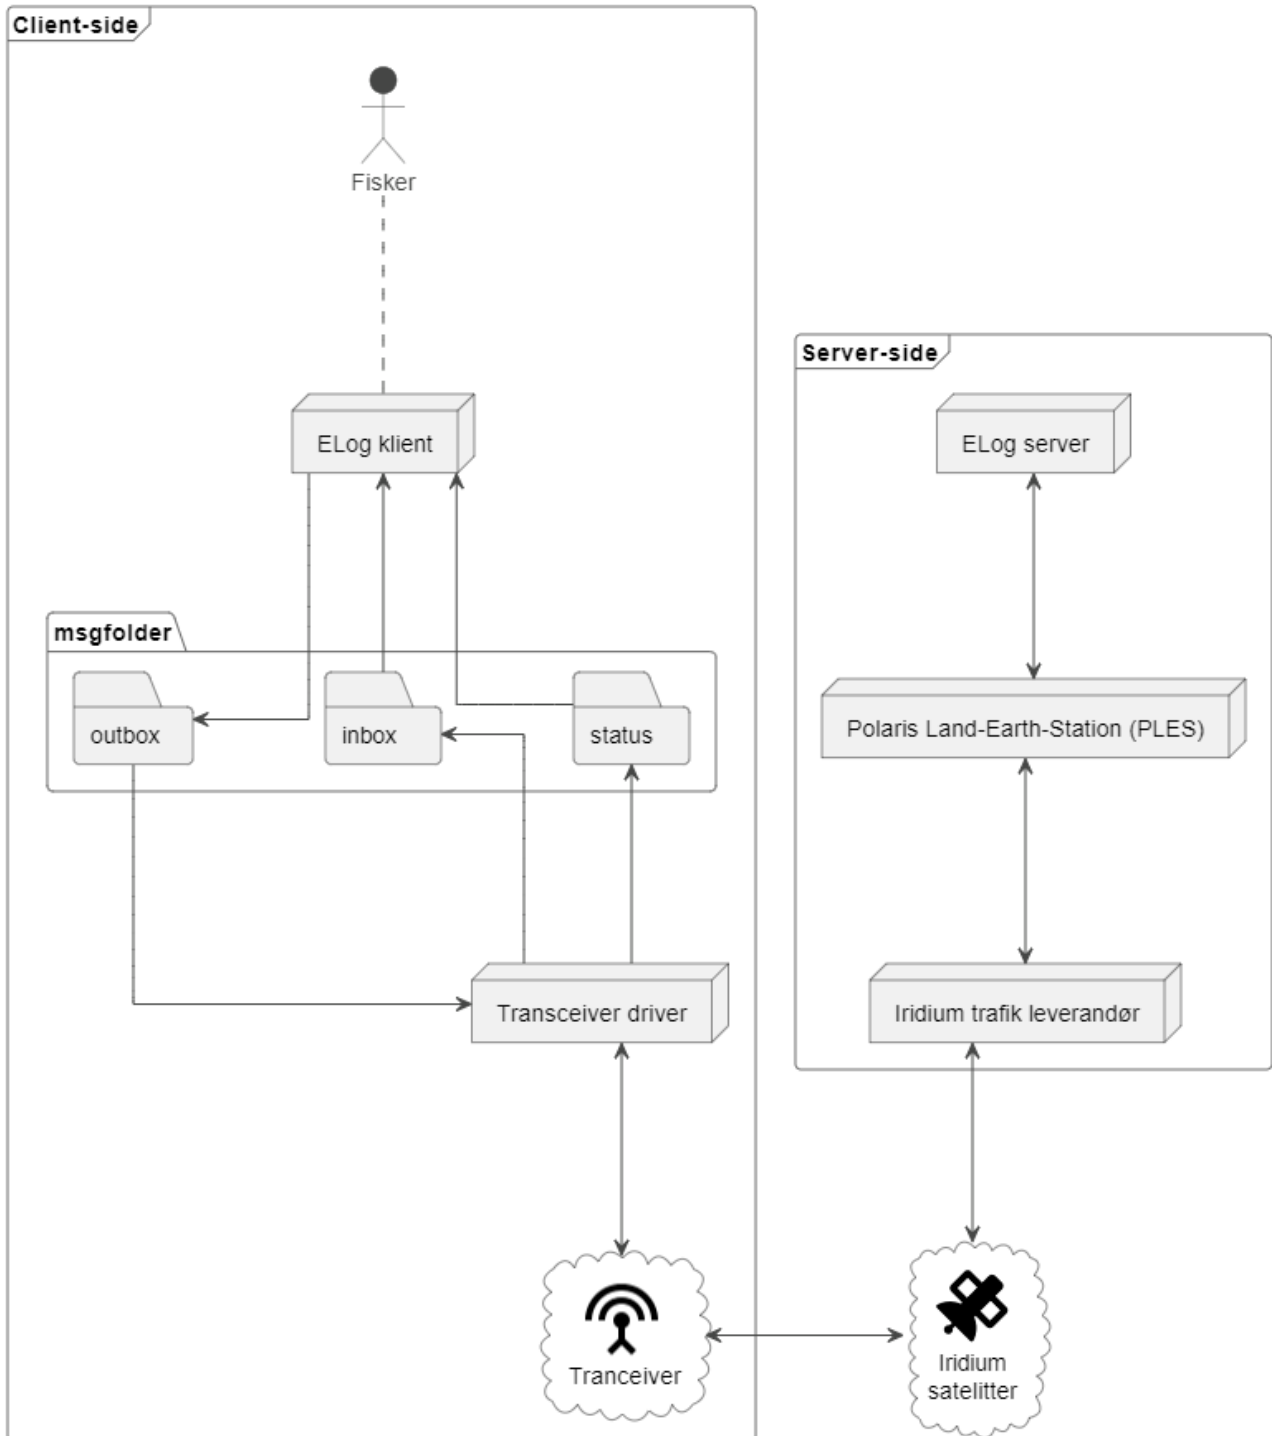 Client-side
Fisker
Server-side
ELog klient
ELog server
msgfolder
outbox
inbox
status
Polaris Land-Earth-Station (PLES)
Transceiver driver
Iridium trafik leverandør
Tranceiver
Iridium
satelitter